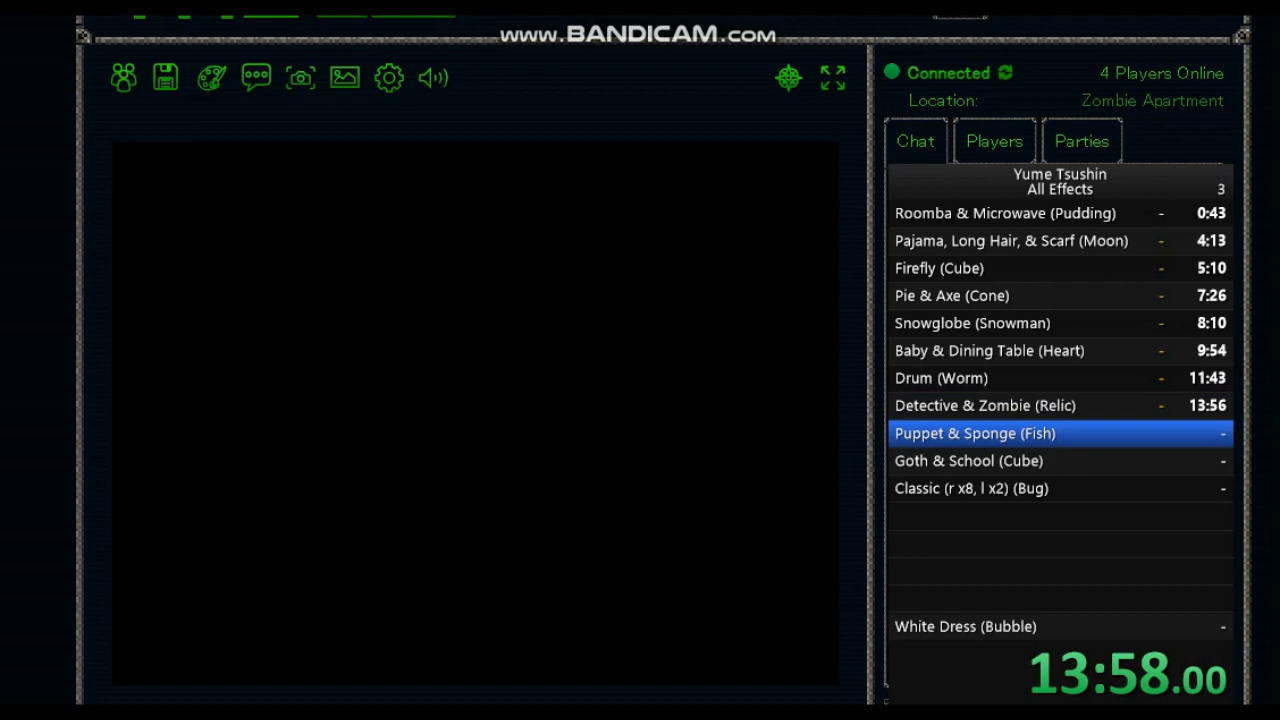 www.BANDICAM.com
Connected
4 Players Online
Location:
Zombie Apartment
Chat
Players
Parties
Yume Tsushin
All Effects
3
Roomba & Microwave (Pudding) - 0:43
Pajama, Long Hair, & Scarf (Moon) - 4:13
Firefly (Cube) - 5:10
Pie & Axe (Cone) - 7:26
Snowglobe (Snowman) - 8:10
Baby & Dining Table (Heart) - 9:54
Drum (Worm) - 11:43
Detective & Zombie (Relic) - 13:56
Puppet & Sponge (Fish) -
Goth & School (Cube) -
Classic (r x8, l x2) (Bug) -
White Dress (Bubble) -
13:58.00